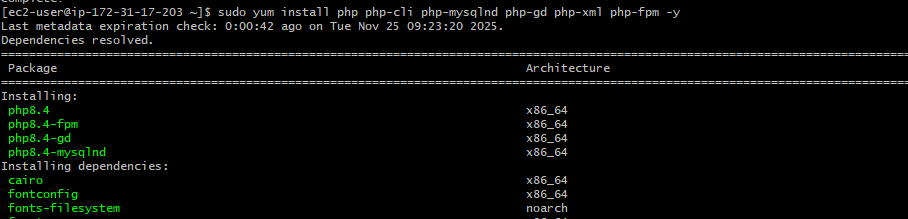 [ec2-user@ip-172-31-17-203 ~]$ sudo yum install php php-cli php-mysqlnd php-gd php-xml php-fpm -y
Last metadata expiration check: 0:00:42 ago on Tue Nov 25 09:23:20 2025.
Dependencies resolved.
Package Architecture
Installing:
php8.4 x86_64
php8.4-fpm x86_64
php8.4-gd x86_64
php8.4-mysqlnd x86_64
Installing dependencies:
cairo x86_64
fontconfig x86_64
fonts-filesystem noarch